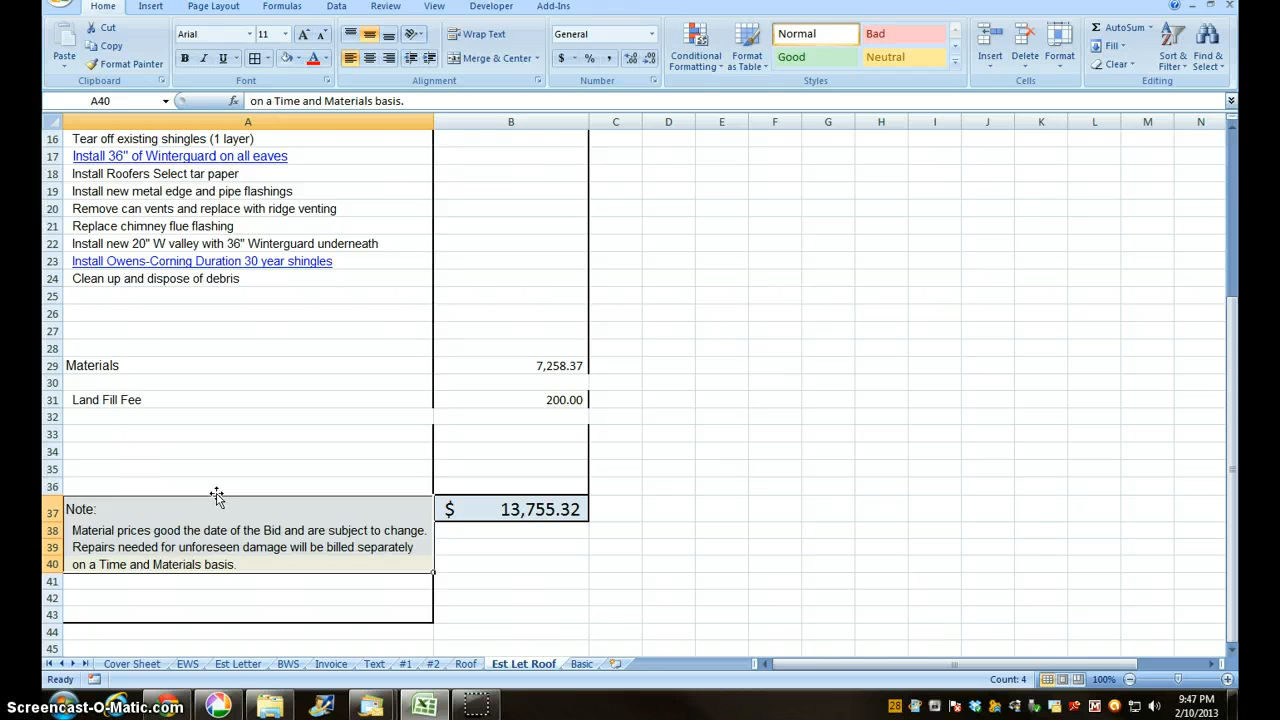 Home Insert Page Layout Formulas Data Review View Developer Add-Ins
Paste Cut Copy Format Painter Clipboard
Arial 11 B I U A Font
Wrap Text Merge & Center Alignment
General $ % , Number
Conditional Formatting Format as Table Normal Bad Good Neutral Styles
Insert Delete Format Cells
Σ AutoSum Fill Clear Sort & Filter Find & Select Editing
A40 fx on a Time and Materials basis.
A B C D E F G H I J K L M N
16 Tear off existing shingles (1 layer)
17 Install 36" of Winterguard on all eaves
18 Install Roofers Select tar paper
19 Install new metal edge and pipe flashings
20 Remove can vents and replace with ridge venting
21 Replace chimney flue flashing
22 Install new 20" W valley with 36" Winterguard underneath
23 Install Owens-Corning Duration 30 year shingles
24 Clean up and dispose of debris
25
26
27
28
29 Materials 7,258.37
30
31 Land Fill Fee 200.00
32
33
34
35
36
37 Note: $ 13,755.32
38 Material prices good the date of the Bid and are subject to change.
39 Repairs needed for unforeseen damage will be billed separately
40 on a Time and Materials basis.
41
42
43
44
45
Cover Sheet EWS Est Letter BWS Invoice Text #1 #2 Roof Est Let Roof Basic
Ready Count: 4 100%
Screencast-O-Matic.com 28 9:47 PM
2/10/2013